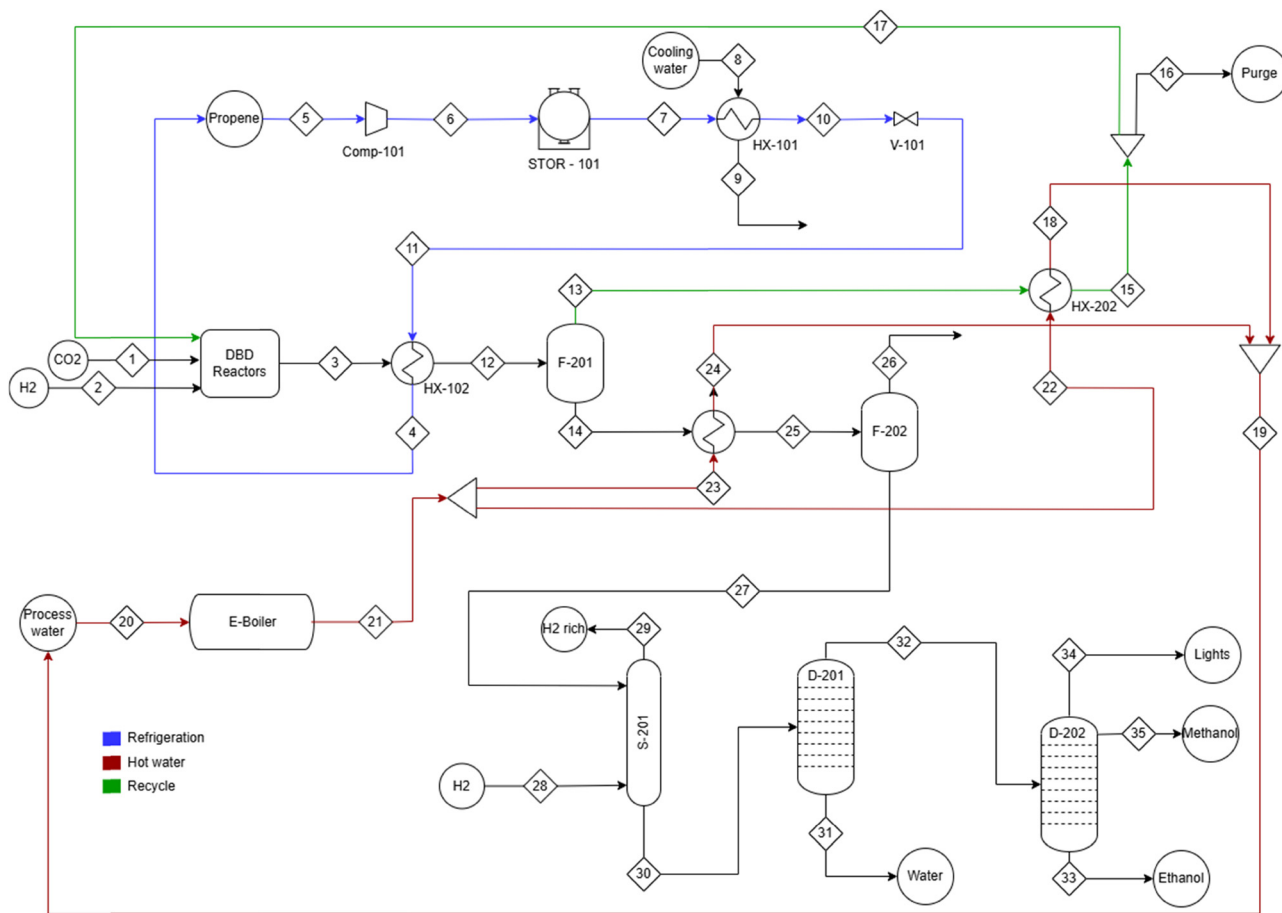 17
Cooling
water
8
16
Purge
Propene
5
6
7
10
Comp-101
STOR - 101
HX-101
V-101
9
18
11
13
15
HX-202
CO2
1
DBD
Reactors
3
12
F-201
24
26
H2
2
HX-102
22
4
14
25
F-202
19
23
27
Process
water
20
E-Boiler
21
H2 rich
29
32
34
Lights
D-201
S-201
Refrigeration
Hot water
Recycle
D-202
35
Methanol
H2
28
31
30
Water
33
Ethanol